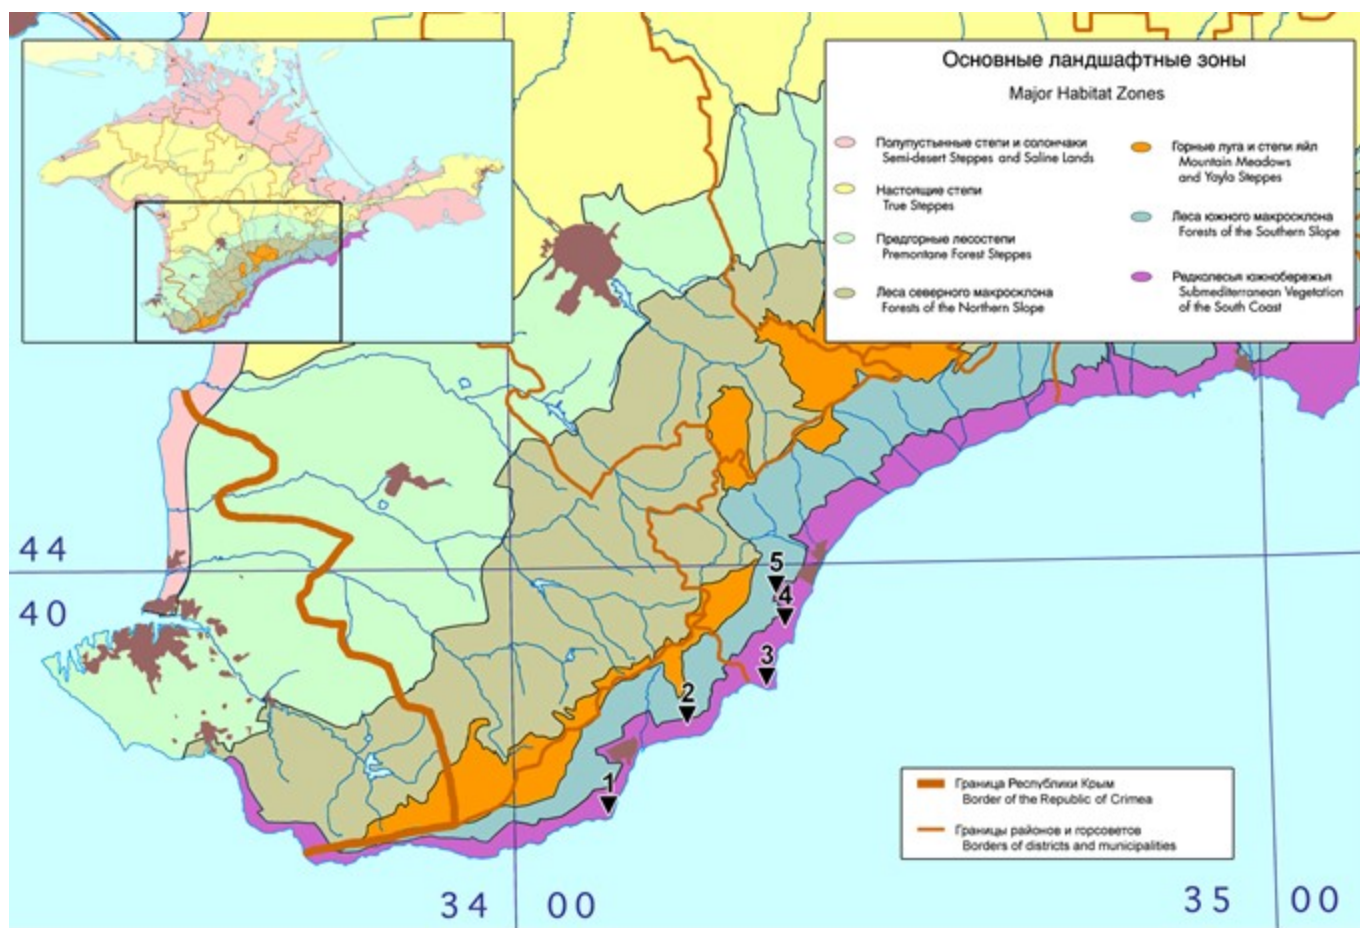 Основные ландшафтные зоны
Major Habitat Zones
Полупустынные степи и солончаки
Semi-desert Steppes and Saline Lands
Настоящие степи
True Steppes
Предгорные лесостепи
Premontane Forest Steppes
Леса северного макросклона
Forests of the Northern Slope
Горные луга и степи яйл
Mountain Meadows
and Yayla Steppes
Леса южного макросклона
Forests of the Southern Slope
Редколесья южнобережья
Submediterranean Vegetation
of the South Coast
44
40
5
4
3
2
1
Граница Республики Крым
Border of the Republic of Crimea
Границы районов и горсоветов
Borders of districts and municipalities
34 00
35 00